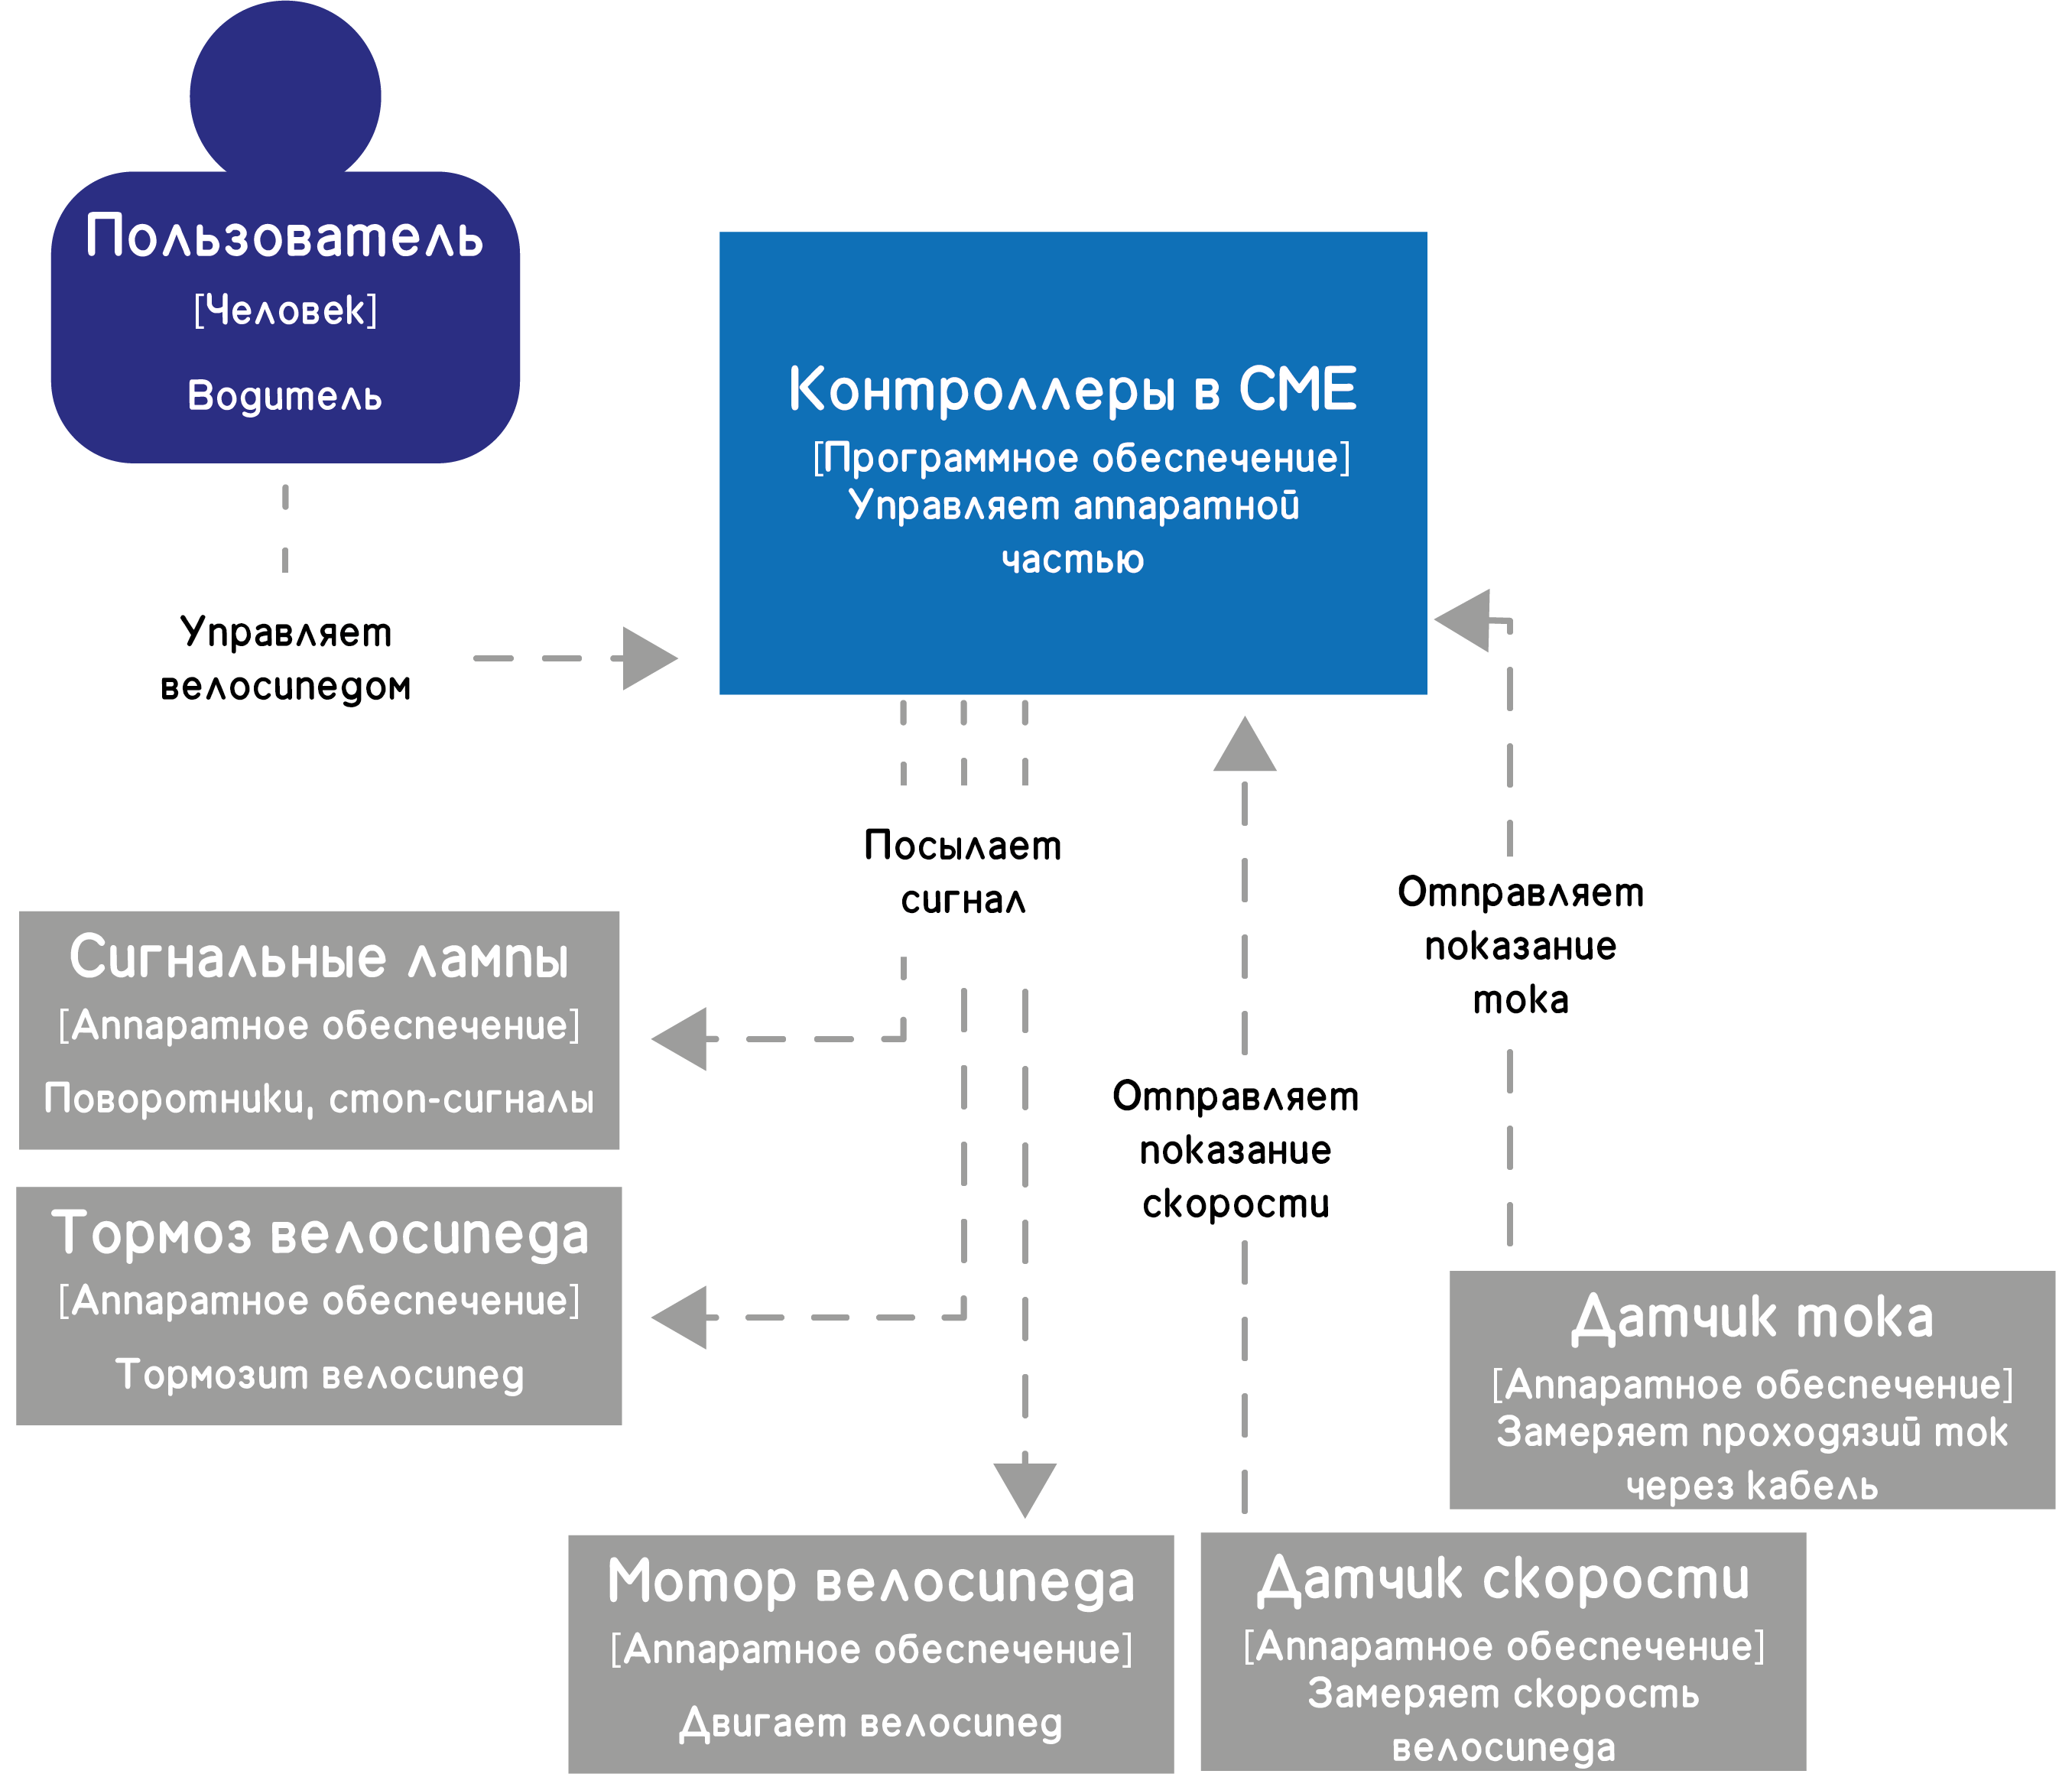 Пользователь
[Человек]
Водитель
Контроллеры в СМЕ
[Программное обеспечение]
Управляет аппаратной
частью
Управляет
велосипедом
Посылает
сигнал
Отправляет
показание
тока
Сигнальные лампы
[Аппаратное обеспечение]
Поворотники, стоп-сигналы
Отправляет
показание
скорости
Тормоз велосипеда
[Аппаратное обеспечение]
Тормозит велосипед
Датчик тока
[Аппаратное обеспечение]
Замеряет проходязий ток
через кабель
Мотор велосипеда
[Аппаратное обеспечение]
Двигает велосипед
Датчик скорости
[Аппаратное обеспечение]
Замеряет скорость
велосипеда